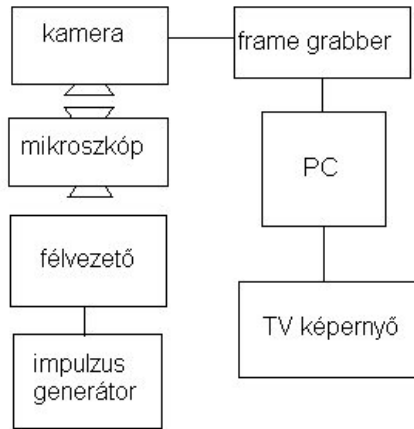 kamera
frame grabber
mikroszkóp
PC
félvezető
TV képernyő
impulzus
generátor